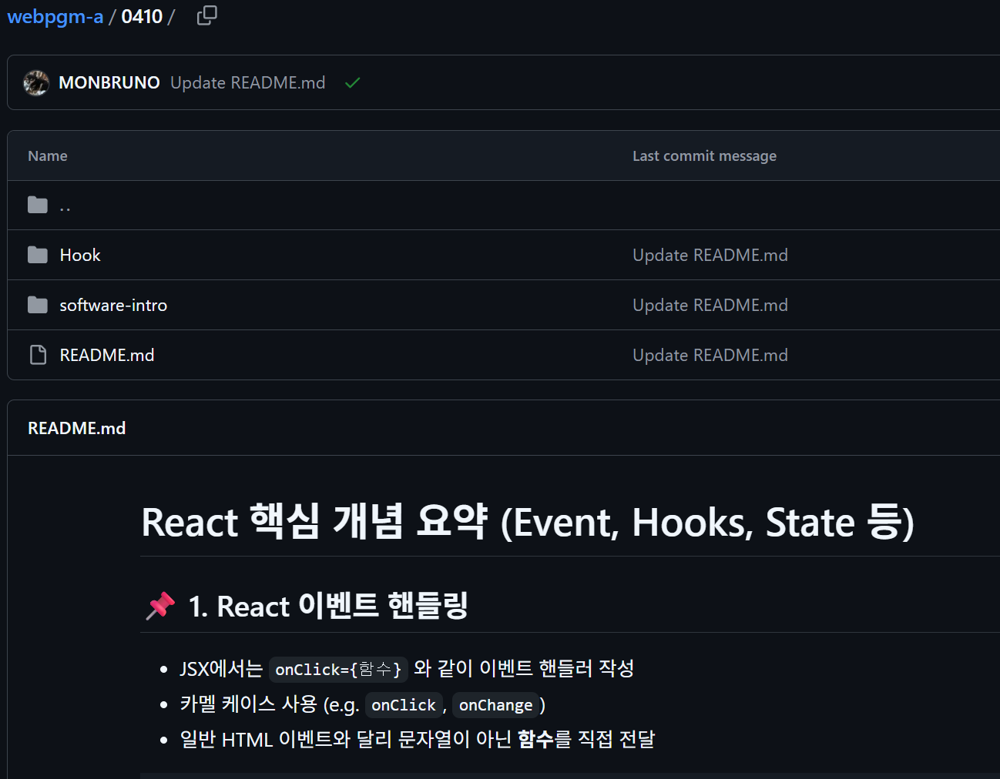 webpgm-a / 0410 /
MONBRUNO Update README.md
Name Last commit message
..
Hook Update README.md
software-intro Update README.md
README.md Update README.md
README.md
React 핵심 개념 요약 (Event, Hooks, State 등)
1. React 이벤트 핸들링
JSX에서는 onClick={함수} 와 같이 이벤트 핸들러 작성
카멜 케이스 사용 (e.g. onClick, onChange)
일반 HTML 이벤트와 달리 문자열이 아닌 함수를 직접 전달